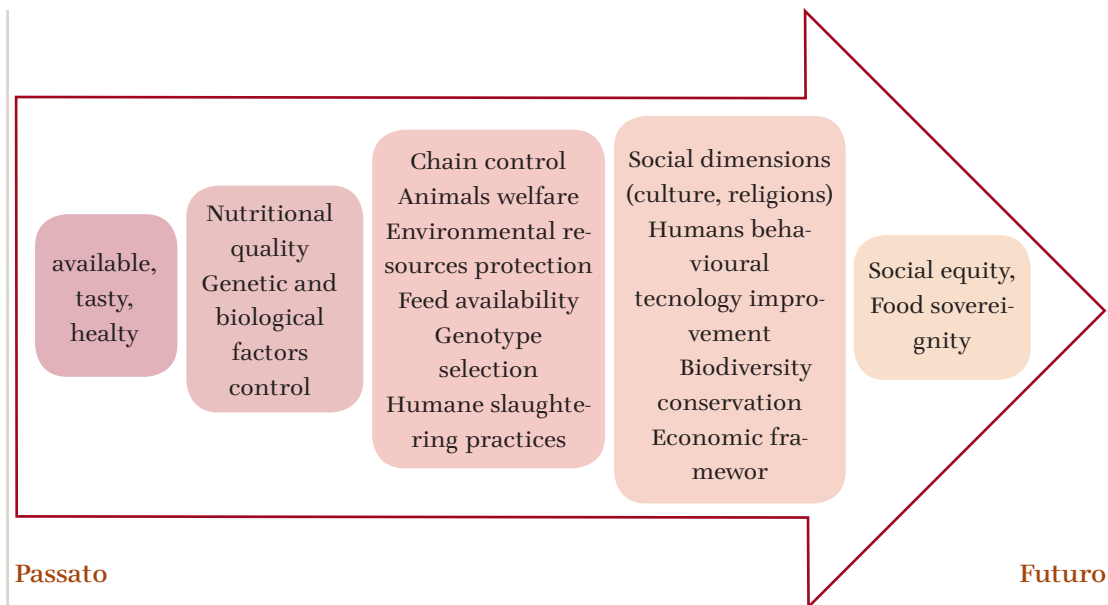 available,
tasty,
healty
Nutritional
quality
Genetic and
biological
factors
control
Chain control
Animals welfare
Environmental re-
sources protection
Feed availability
Genotype
selection
Humane slaughte-
ring practices
Social dimensions
(culture, religions)
Humans beha-
vioural
tecnology impro-
vement
Biodiversity
conservation
Economic fra-
mewor
Social equity,
Food soverei-
gnity
Passato
Futuro